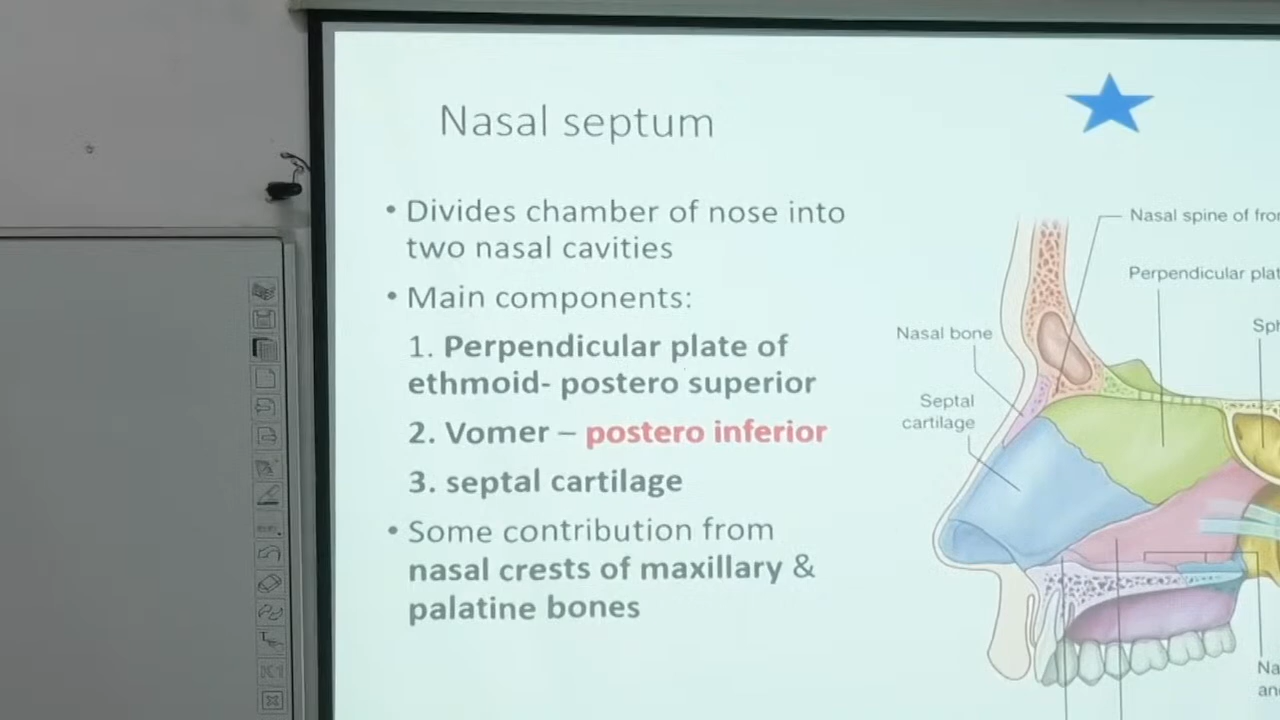 Nasal septum
• Divides chamber of nose into
two nasal cavities
• Main components:
1. Perpendicular plate of
ethmoid- postero superior
2. Vomer – postero inferior
3. septal cartilage
• Some contribution from
nasal crests of maxillary &
palatine bones
Nasal spine of fro
Perpendicular plat
Sph
Nasal bone
Septal
cartilage
Na
an